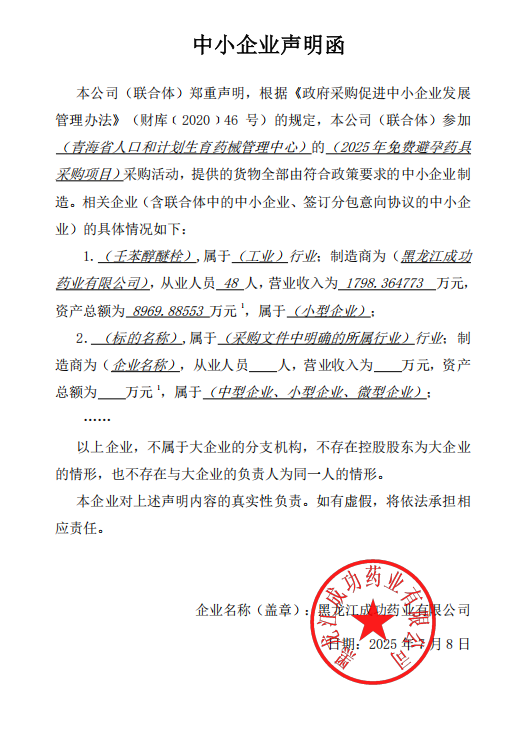 中小企业声明函
本公司（联合体）郑重声明，根据《政府采购促进中小企业发展
管理办法》（财库﹝2020﹞46 号）的规定，本公司（联合体）参加
（青海省人口和计划生育药械管理中心）的（2025年免费避孕药具
采购项目）采购活动，提供的货物全部由符合政策要求的中小企业制
造。相关企业（含联合体中的中小企业、签订分包意向协议的中小企
业）的具体情况如下：
1.（壬苯醇醚栓），属于（工业）行业；制造商为（黑龙江成功
药业有限公司），从业人员 48 人，营业收入为 1798.364773 万元，
资产总额为 8969.88553 万元¹，属于（小型企业）；
2.（标的名称），属于（采购文件中明确的所属行业）行业；制
造商为（企业名称），从业人员____人，营业收入为____万元，资产
总额为____万元¹，属于（中型企业、小型企业、微型企业）；
……
以上企业，不属于大企业的分支机构，不存在控股股东为大企业
的情形，也不存在与大企业的负责人为同一人的情形。
本企业对上述声明内容的真实性负责。如有虚假，将依法承担相
应责任。
企业名称（盖章）：黑龙江成功药业有限公司
日期：2025 年 7 月 8 日
黑龙江成功药业有限公司